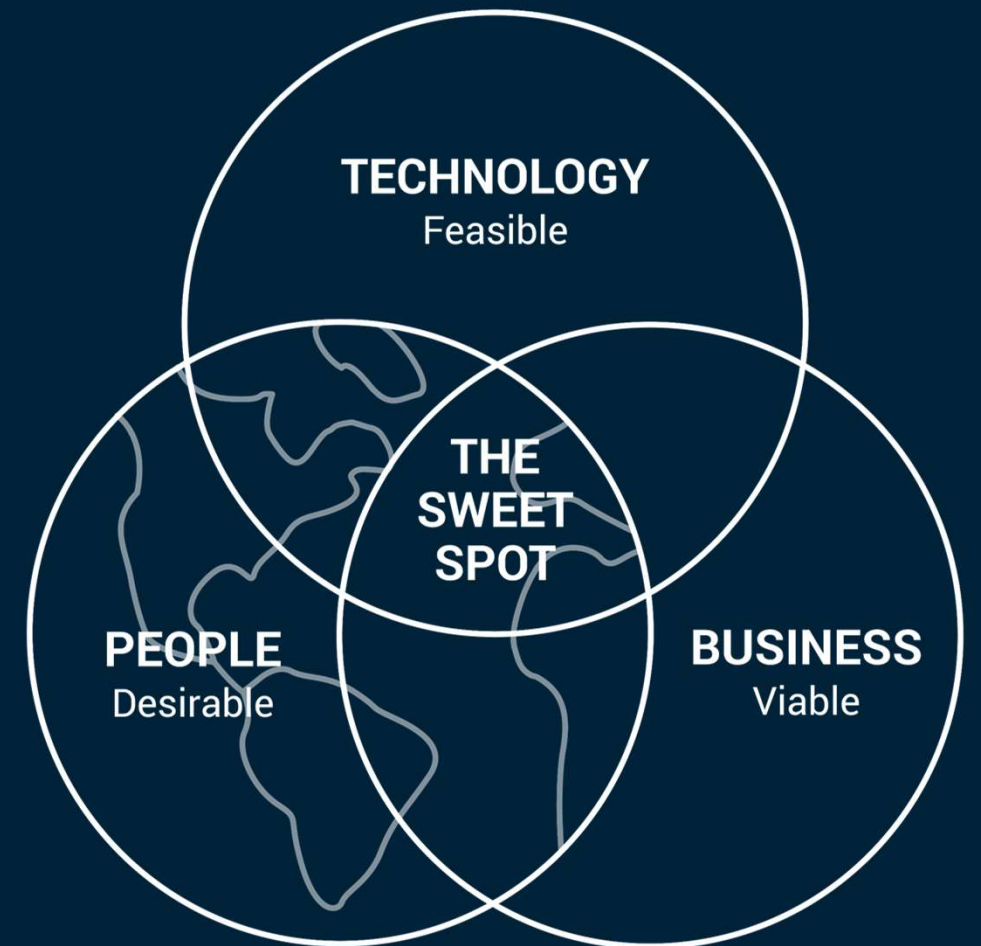 TECHNOLOGY
Feasible
THE
SWEET
SPOT
PEOPLE
Desirable
BUSINESS
Viable